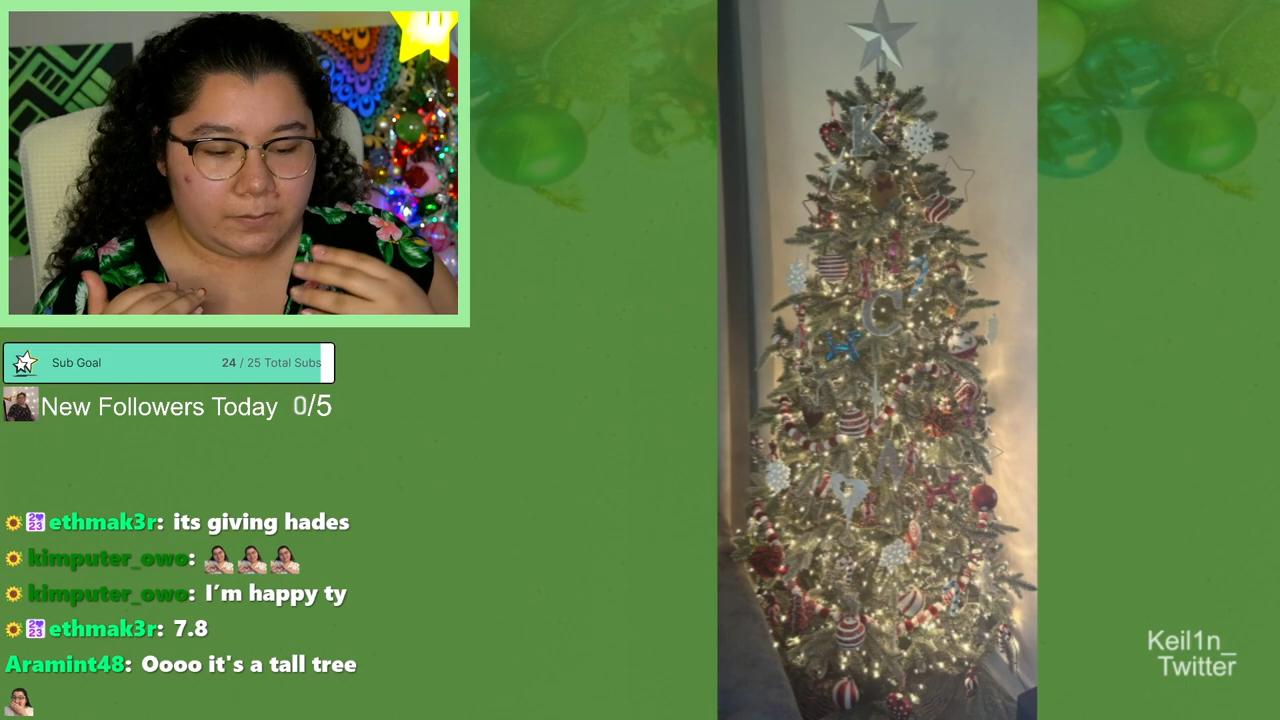 Sub Goal 24 / 25 Total Subs
New Followers Today 0/5
ethmak3r: its giving hades
kimputer_owo:
kimputer_owo: I'm happy ty
ethmak3r: 7.8
Aramint48: Oooo it's a tall tree
K
C
Keil1n_
Twitter